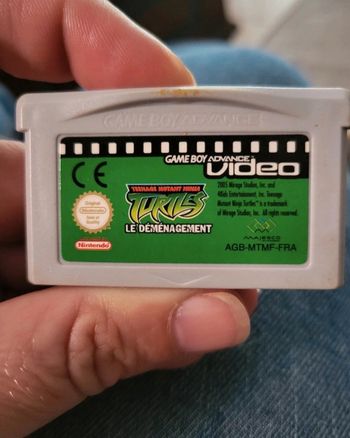 GAME BOY ADVANCE
GAME BOY ADVANCE
video
CE
2003 Mirage Studios, Inc. and
4Kids Entertainment, Inc. Teenage
Mutant Ninja Turtles™ is a trademark
of Mirage Studios, Inc. All rights reserved.
TEENAGE MUTANT NINJA
TURTLES
LE DÉMÉNAGEMENT
Original
Nintendo
Seal of
Quality
Nintendo
MAJESCO
AGB-MTMF-FRA